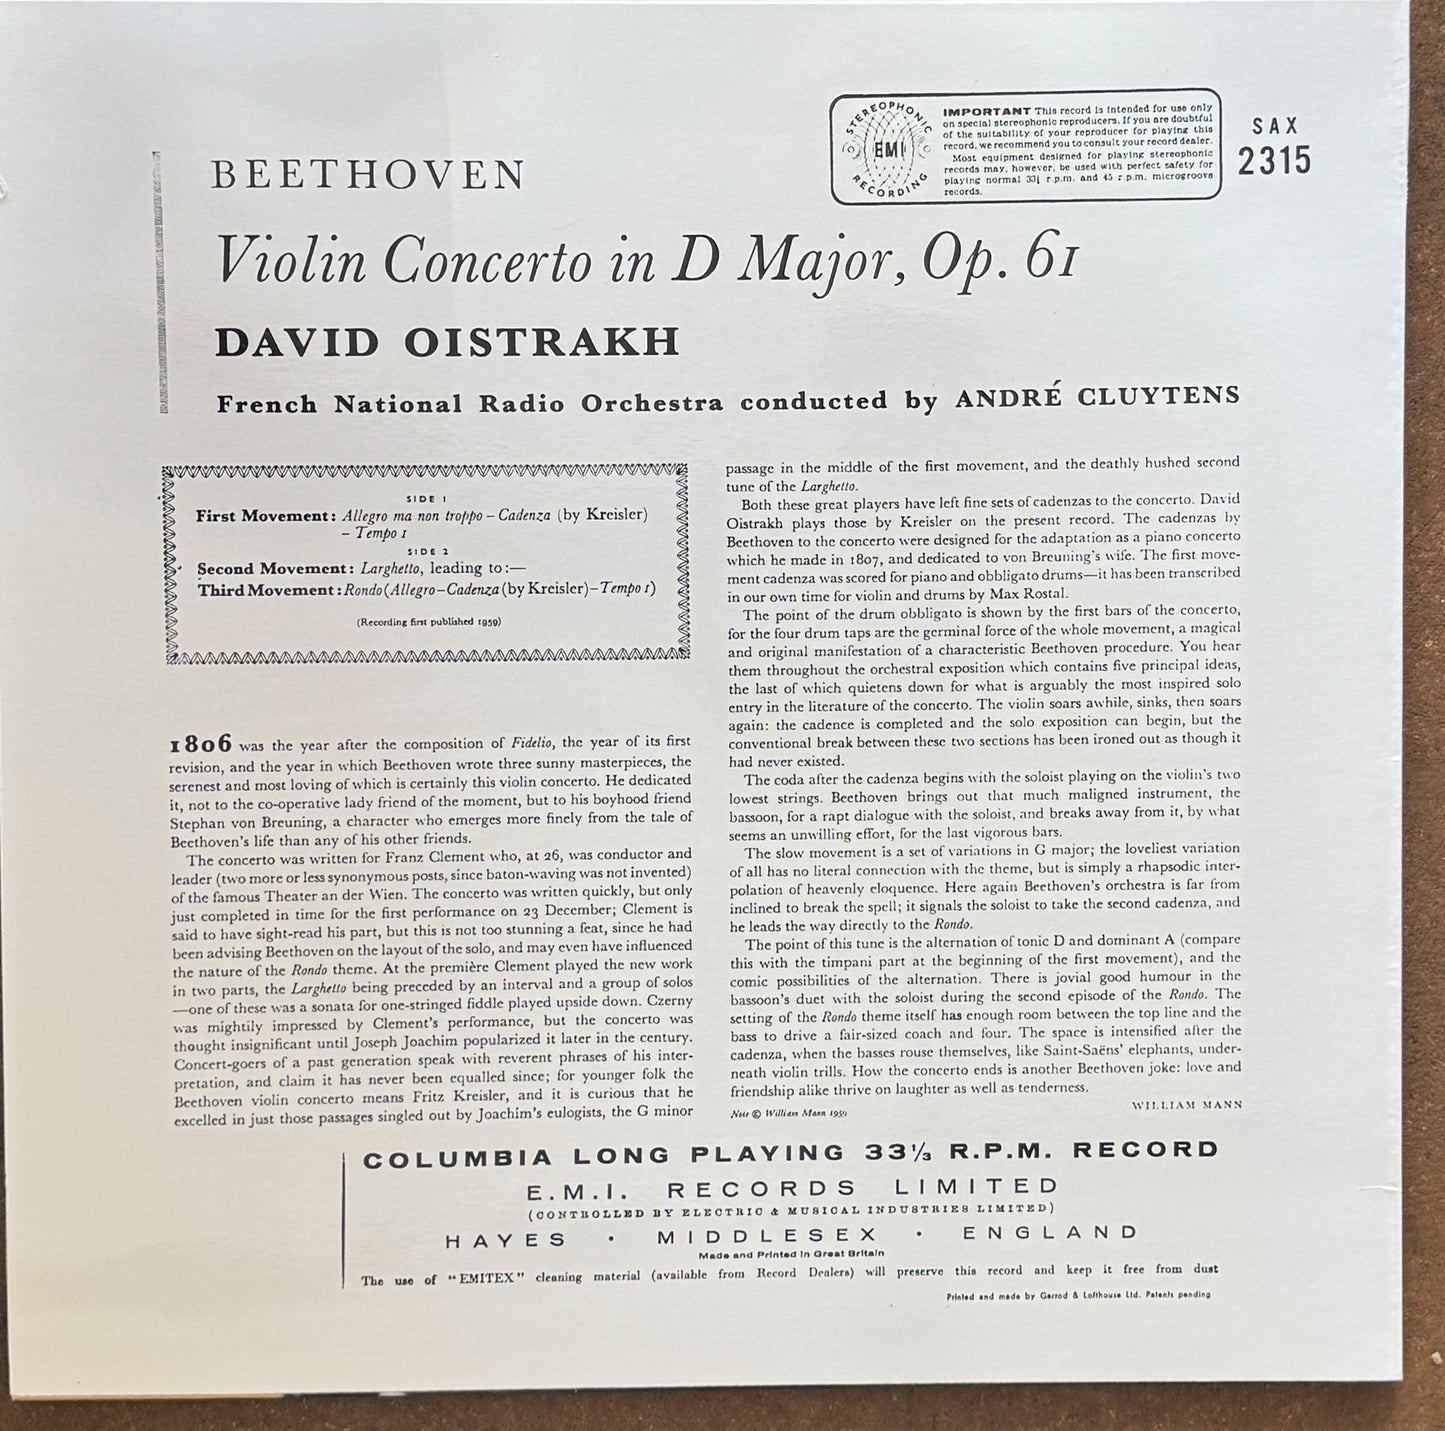 STEREOPHONIC
EMI
RECORDING
IMPORTANT This record is intended for use only
on special stereophonic reproducers. If you are doubtful
of the suitability of your reproducer for playing this
record, we recommend you to consult your record dealer.
Most equipment designed for playing stereophonic
records may, however, be used with perfect safety for
playing normal 33⅓ r.p.m. and 45 r.p.m. microgroove
records.
SAX
2315
BEETHOVEN
Violin Concerto in D Major, Op. 61
DAVID OISTRAKH
French National Radio Orchestra conducted by ANDRÉ CLUYTENS
SIDE 1
First Movement: Allegro ma non troppo – Cadenza (by Kreisler)
– Tempo 1
SIDE 2
Second Movement: Larghetto, leading to:—
Third Movement: Rondo (Allegro – Cadenza (by Kreisler) – Tempo 1)
(Recording first published 1959)
1806 was the year after the composition of Fidelio, the year of its first
revision, and the year in which Beethoven wrote three sunny masterpieces, the
serenest and most loving of which is certainly this violin concerto. He dedicated
it, not to the co-operative lady friend of the moment, but to his boyhood friend
Stephan von Breuning, a character who emerges more finely from the tale of
Beethoven's life than any of his other friends.
The concerto was written for Franz Clement who, at 26, was conductor and
leader (two more or less synonymous posts, since baton-waving was not invented)
of the famous Theater an der Wien. The concerto was written quickly, but only
just completed in time for the first performance on 23 December; Clement is
said to have sight-read his part, but this is not too stunning a feat, since he had
been advising Beethoven on the layout of the solo, and may even have influenced
the nature of the Rondo theme. At the première Clement played the new work
in two parts, the Larghetto being preceded by an interval and a group of solos
—one of these was a sonata for one-stringed fiddle played upside down. Czerny
was mightily impressed by Clement's performance, but the concerto was
thought insignificant until Joseph Joachim popularized it later in the century.
Concert-goers of a past generation speak with reverent phrases of his inter-
pretation, and claim it has never been equalled since; for younger folk the
Beethoven violin concerto means Fritz Kreisler, and it is curious that he
excelled in just those passages singled out by Joachim's eulogists, the G minor
passage in the middle of the first movement, and the deathly hushed second
tune of the Larghetto.
Both these great players have left fine sets of cadenzas to the concerto. David
Oistrakh plays those by Kreisler on the present record. The cadenzas by
Beethoven to the concerto were designed for the adaptation as a piano concerto
which he made in 1807, and dedicated to von Breuning's wife. The first move-
ment cadenza was scored for piano and obbligato drums—it has been transcribed
in our own time for violin and drums by Max Rostal.
The point of the drum obbligato is shown by the first bars of the concerto,
for the four drum taps are the germinal force of the whole movement, a magical
and original manifestation of a characteristic Beethoven procedure. You hear
them throughout the orchestral exposition which contains five principal ideas,
the last of which quietens down for what is arguably the most inspired solo
entry in the literature of the concerto. The violin soars awhile, sinks, then soars
again: the cadence is completed and the solo exposition can begin, but the
conventional break between these two sections has been ironed out as though it
had never existed.
The coda after the cadenza begins with the soloist playing on the violin's two
lowest strings. Beethoven brings out that much maligned instrument, the
bassoon, for a rapt dialogue with the soloist, and breaks away from it, by what
seems an unwilling effort, for the last vigorous bars.
The slow movement is a set of variations in G major; the loveliest variation
of all has no literal connection with the theme, but is simply a rhapsodic inter-
polation of heavenly eloquence. Here again Beethoven's orchestra is far from
inclined to break the spell; it signals the soloist to take the second cadenza, and
he leads the way directly to the Rondo.
The point of this tune is the alternation of tonic D and dominant A (compare
this with the timpani part at the beginning of the first movement), and the
comic possibilities of the alternation. There is jovial good humour in the
bassoon's duet with the soloist during the second episode of the Rondo. The
setting of the Rondo theme itself has enough room between the top line and the
bass to drive a fair-sized coach and four. The space is intensified after the
cadenza, when the basses rouse themselves, like Saint-Saëns' elephants, under-
neath violin trills. How the concerto ends is another Beethoven joke: love and
friendship alike thrive on laughter as well as tenderness.
WILLIAM MANN
Note © William Mann 1959
COLUMBIA LONG PLAYING 33⅓ R.P.M. RECORD
E.M.I. RECORDS LIMITED
(CONTROLLED BY ELECTRIC & MUSICAL INDUSTRIES LIMITED)
HAYES · MIDDLESEX · ENGLAND
Made and Printed in Great Britain
The use of "EMITEX" cleaning material (available from Record Dealers) will preserve this record and keep it free from dust
Printed and made by Garrod & Lofthouse Ltd. Patents pending